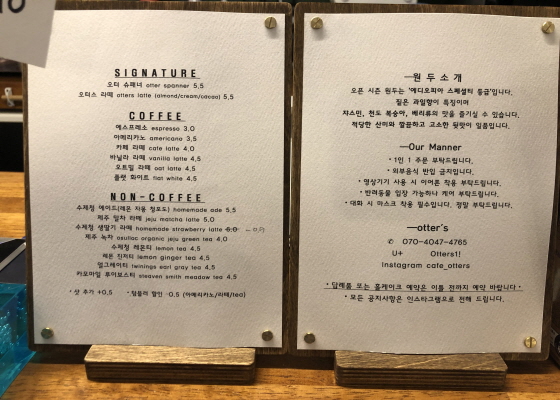 SIGNATURE
오타 슈페너 otter spanner 5,5
오터스 라떼 otters latte (almond/cream/cacao) 5,5
COFFEE
에스프레소 espresso 3,0
아메리카노 americano 3,5
카페 라떼 cafe latte 4,0
바닐라 라떼 vanilla latte 4,5
오트밀 라떼 oat latte 4,5
플랫 화이트 flat white 4,5
NON-COFFEE
수제청 에이드(레몬 자몽 청포도) homemade ade 5,5
제주 말차 라떼 jeju matcha latte 5,0
수제청 생딸기 라떼 homemade strawberry latte 6,0
제주 녹차 osulloc organic jeju green tea 4,0
수제청 레몬티 lemon tea 4,5
레몬 진저티 lemon ginger tea 4,5
얼그레이티 twinings earl gray tea 4,5
카모마일 루이보스티 steaven smith meadow tea 4,5
· 샷 추가 +0,5 · 텀블러 할인 -0,5 (아메리카노/라떼/tea)
—원두소개
오픈 시즌 원두는 '에디오피아 스페셜티 등급'입니다.
짙은 과일향이 특징이며
쟈스민, 천도 복숭아, 베리류의 맛을 즐기실 수 있습니다.
적당한 산미와 깔끔하고 고소한 뒷맛이 일품입니다.
—Our Manner
· 1인 1 주문 부탁드립니다.
· 외부음식 반입 금지입니다.
· 영상기기 사용 시 이어폰 착용 부탁드립니다.
· 반려동물 입장 가능하나 케어 부탁드립니다.
· 대화 시 마스크 착용 필수입니다. 정말 부탁드립니다.
—otter's
✆ 070-4047-4765
U+ Otters1!
Instagram cafe_otters
· 답례품 또는 홀케이크 예약은 이틀 전까지 예약 바랍니다 ·
· 모든 공지사항은 인스타그램으로 전해 드립니다.